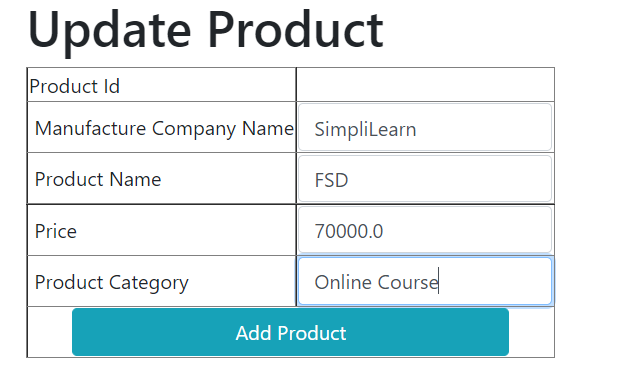 Update Product
Product Id
Manufacture Company Name SimpliLearn
Product Name FSD
Price 70000.0
Product Category Online Course
Add Product